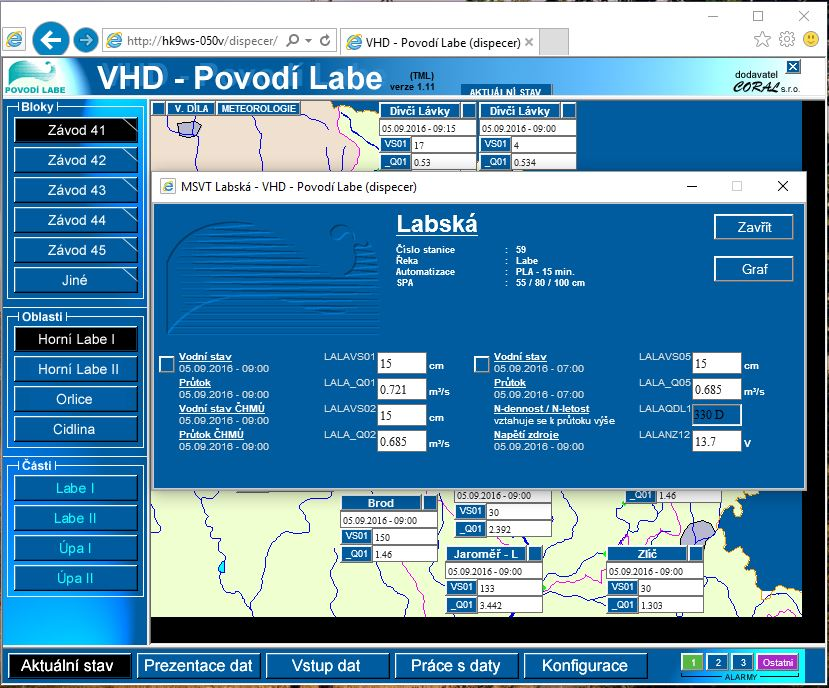 http://hk9ws-050v/dispecer/
VHD - Povodí Labe (dispecer)
POVODÍ LABE
VHD - Povodí Labe
(TML)
verze 1.11
AKTUÁLNÍ STAV
dodavatel
CORAL s.r.o.
Bloky
Závod 41
Závod 42
Závod 43
Závod 44
Závod 45
Jiné
Oblasti
Horní Labe I
Horní Labe II
Orlice
Cidlina
Části
Labe I
Labe II
Úpa I
Úpa II
V. DÍLA
METEOROLOGIE
Dívčí Lávky
05.09.2016 - 09:15
VS01 17
_Q01 0.53
Dívčí Lávky
05.09.2016 - 09:00
VS01 4
_Q01 0.534
MSVT Labská - VHD - Povodí Labe (dispecer)
Labská
Číslo stanice : 59
Řeka : Labe
Automatizace : PLA - 15 min.
SPA : 55 / 80 / 100 cm
Zavřít
Graf
Vodní stav LALAVS01 15 cm
05.09.2016 - 09:00
Průtok LALA_Q01 0.721 m³/s
05.09.2016 - 09:00
Vodní stav ČHMÚ LALAVS02 15 cm
05.09.2016 - 09:00
Průtok ČHMÚ LALA_Q02 0.685 m³/s
05.09.2016 - 09:00
Vodní stav LALAVS05 15 cm
05.09.2016 - 07:00
Průtok LALA_Q05 0.685 m³/s
05.09.2016 - 07:00
N-dennost / N-letost LALAQDL1 330 D
vztahuje se k průtoku výše
Napětí zdroje LALANZ12 13.7 V
05.09.2016 - 09:00
Brod
05.09.2016 - 09:00
VS01 150
_Q01 1.46
05.09.2016 - 09:00
VS01 30
_Q01 2.392
_Q01 1.46
Jaroměř - L
05.09.2016 - 09:00
VS01 133
_Q01 3.442
Zlíč
05.09.2016 - 09:00
VS01 30
_Q01 1.303
Aktuální stav
Prezentace dat
Vstup dat
Práce s daty
Konfigurace
1 2 3 Ostatní
ALARMY